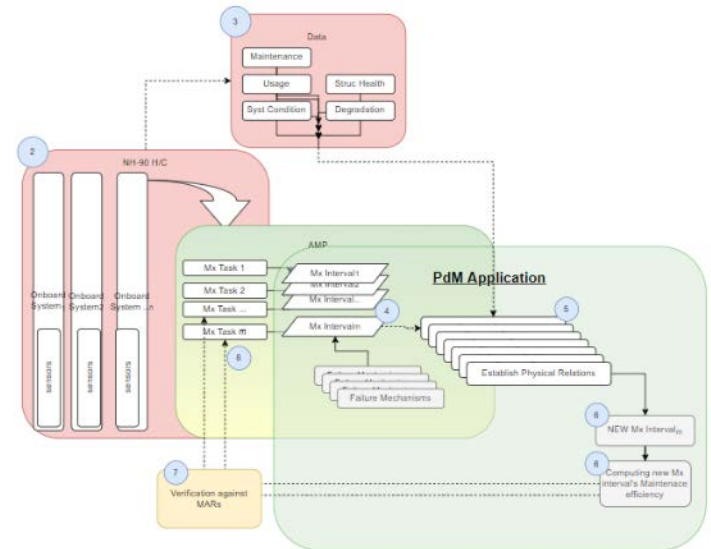 3
Data
Maintenance
Usage
Struc Health
Syst Condition
Degradation
2
NH-90 H/C
AMP
Mx Task 1
Mx Interval1
PdM Application
Mx Task 2
Mx Interval2
Onboard
System1
Onboard
System2
Onboard
System ..n
Mx Task ...
Mx Interval...
4
5
Mx Task m
Mx Intervalm
6
sensors
sensors
sensors
Establish Physical Relations
Failure Mechanisms
6
NEW Mx Intervalm
6
7
Verification against
MARs
Computing new Mx
interval's Maintenace
efficiency